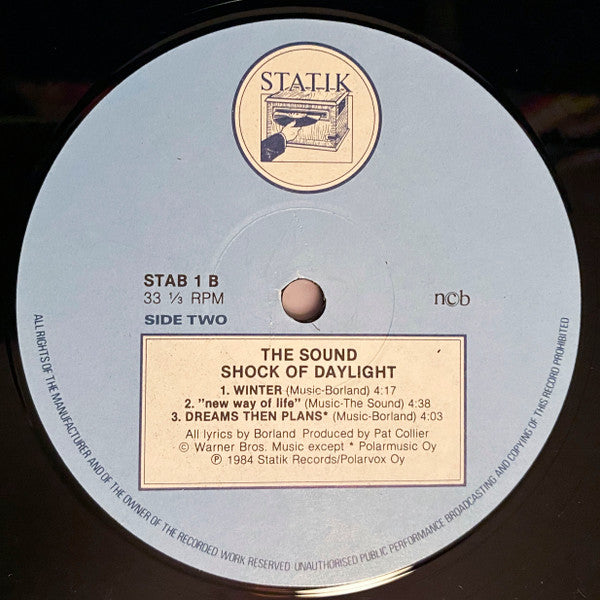 STATIK
STAB 1 B
33 ⅓ RPM
SIDE TWO
n©b
THE SOUND
SHOCK OF DAYLIGHT
1. WINTER (Music-Borland) 4:17
2. "new way of life" (Music-The Sound) 4:38
3. DREAMS THEN PLANS* (Music-Borland) 4:03
All lyrics by Borland Produced by Pat Collier
© Warner Bros. Music except * Polarmusic Oy
℗ 1984 Statik Records/Polarvox Oy
ALL RIGHTS OF THE MANUFACTURER AND OF THE OWNER OF THE RECORDED WORK RESERVED UNAUTHORISED PUBLIC PERFORMANCE BROADCASTING AND COPYING OF THIS RECORD PROHIBITED